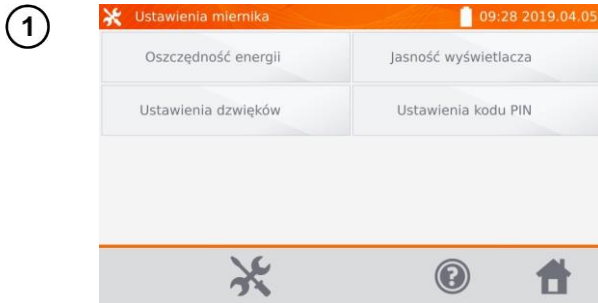 1
Ustawienia miernika 09:28 2019.04.05
Oszczędność energii Jasność wyświetlacza
Ustawienia dzwięków Ustawienia kodu PIN
?